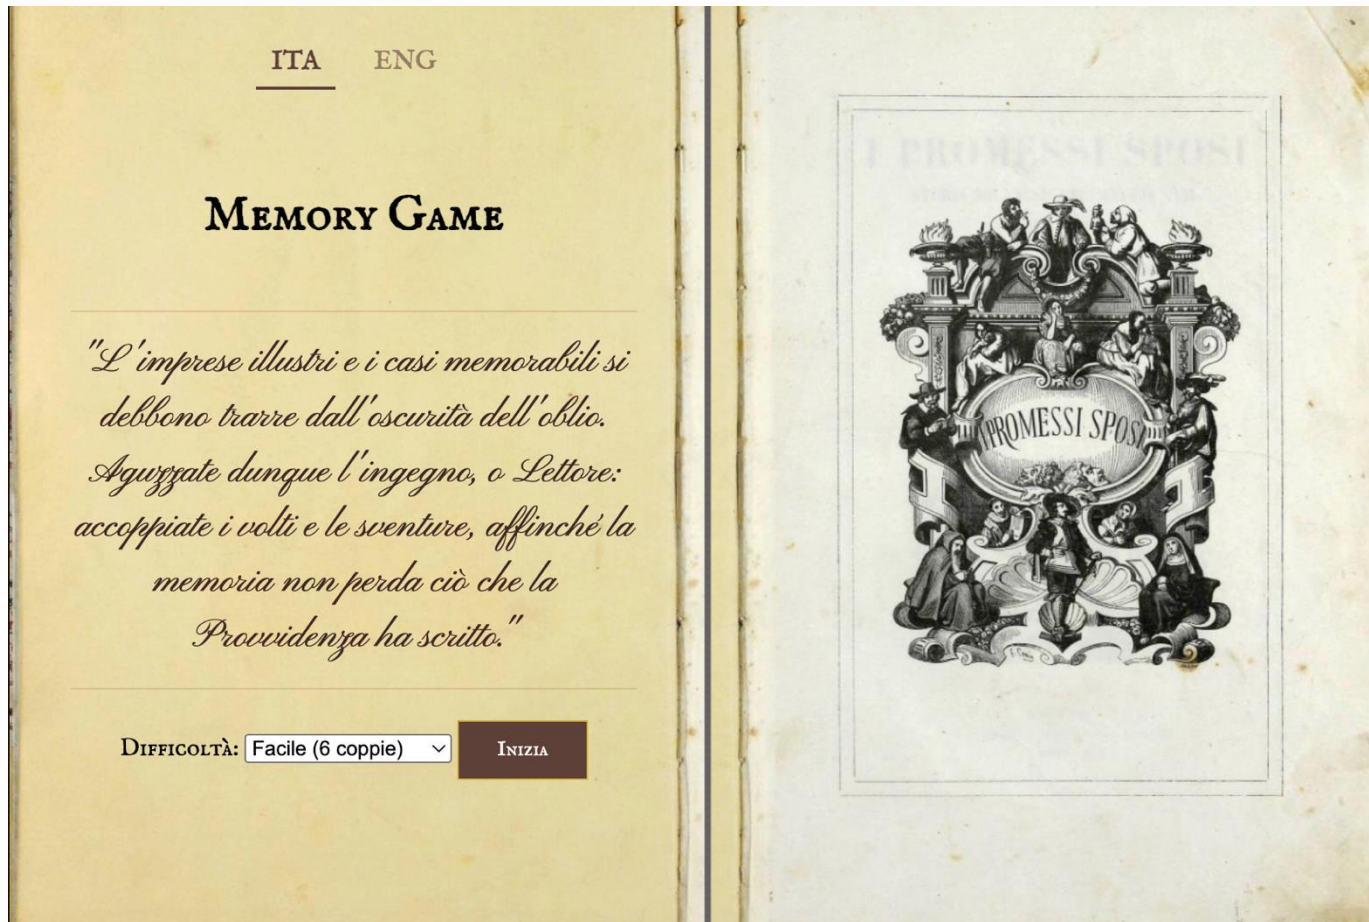 ITA ENG
Memory Game
"L'imprese illustri e i casi memorabili si
debbono trarre dall'oscurità dell'oblio.
Aguzzate dunque l'ingegno, o Lettore:
accoppiate i volti e le sventure, affinché la
memoria non perda ciò che la
Provvidenza ha scritto."
Difficoltà: Facile (6 coppie) Inizia
I PROMESSI SPOSI
I PROMESSI SPOSI